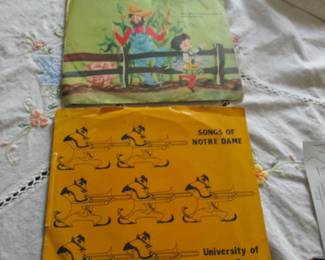 SONGS OF
NOTRE DAME
University of